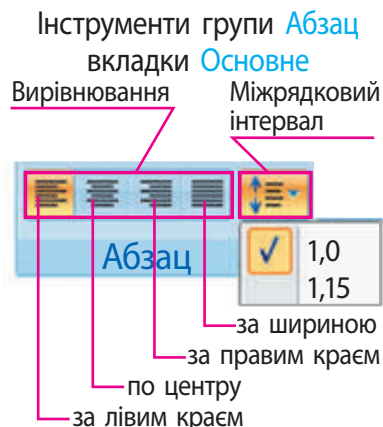 Інструменти групи Абзац
вкладки Основне
Вирівнювання
Міжрядковий
інтервал
Абзац
1,0
1,15
за шириною
за правим краєм
по центру
за лівим краєм